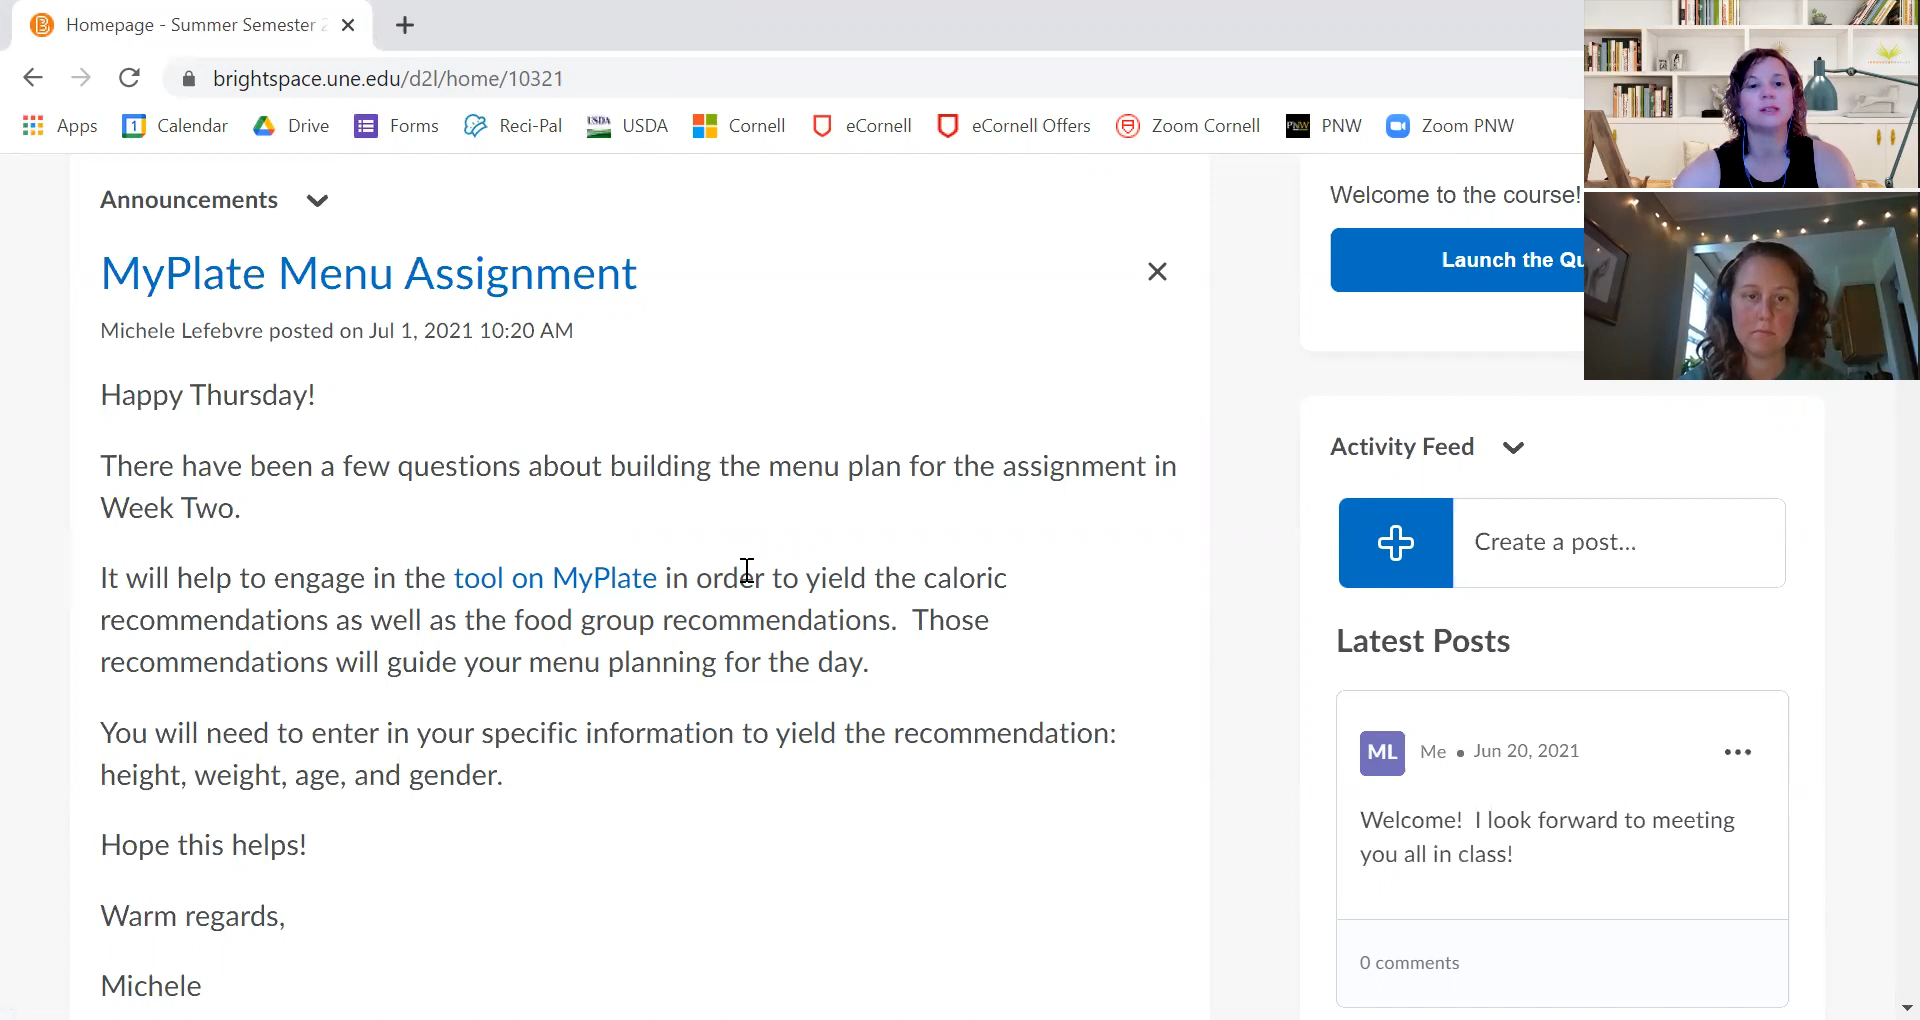 Homepage - Summer Semester 2
brightspace.une.edu/d2l/home/10321
Apps
Calendar
Drive
Forms
Reci-Pal
USDA
Cornell
eCornell
eCornell Offers
Zoom Cornell
PNW
Zoom PNW
Announcements
MyPlate Menu Assignment
Michele Lefebvre posted on Jul 1, 2021 10:20 AM
Happy Thursday!
There have been a few questions about building the menu plan for the assignment in
Week Two.
It will help to engage in the tool on MyPlate in order to yield the caloric
recommendations as well as the food group recommendations.  Those
recommendations will guide your menu planning for the day.
You will need to enter in your specific information to yield the recommendation:
height, weight, age, and gender.
Hope this helps!
Warm regards,
Michele
Welcome to the course!
Launch the Qu
Activity Feed
Create a post...
Latest Posts
ML
Me • Jun 20, 2021
Welcome!  I look forward to meeting
you all in class!
0 comments